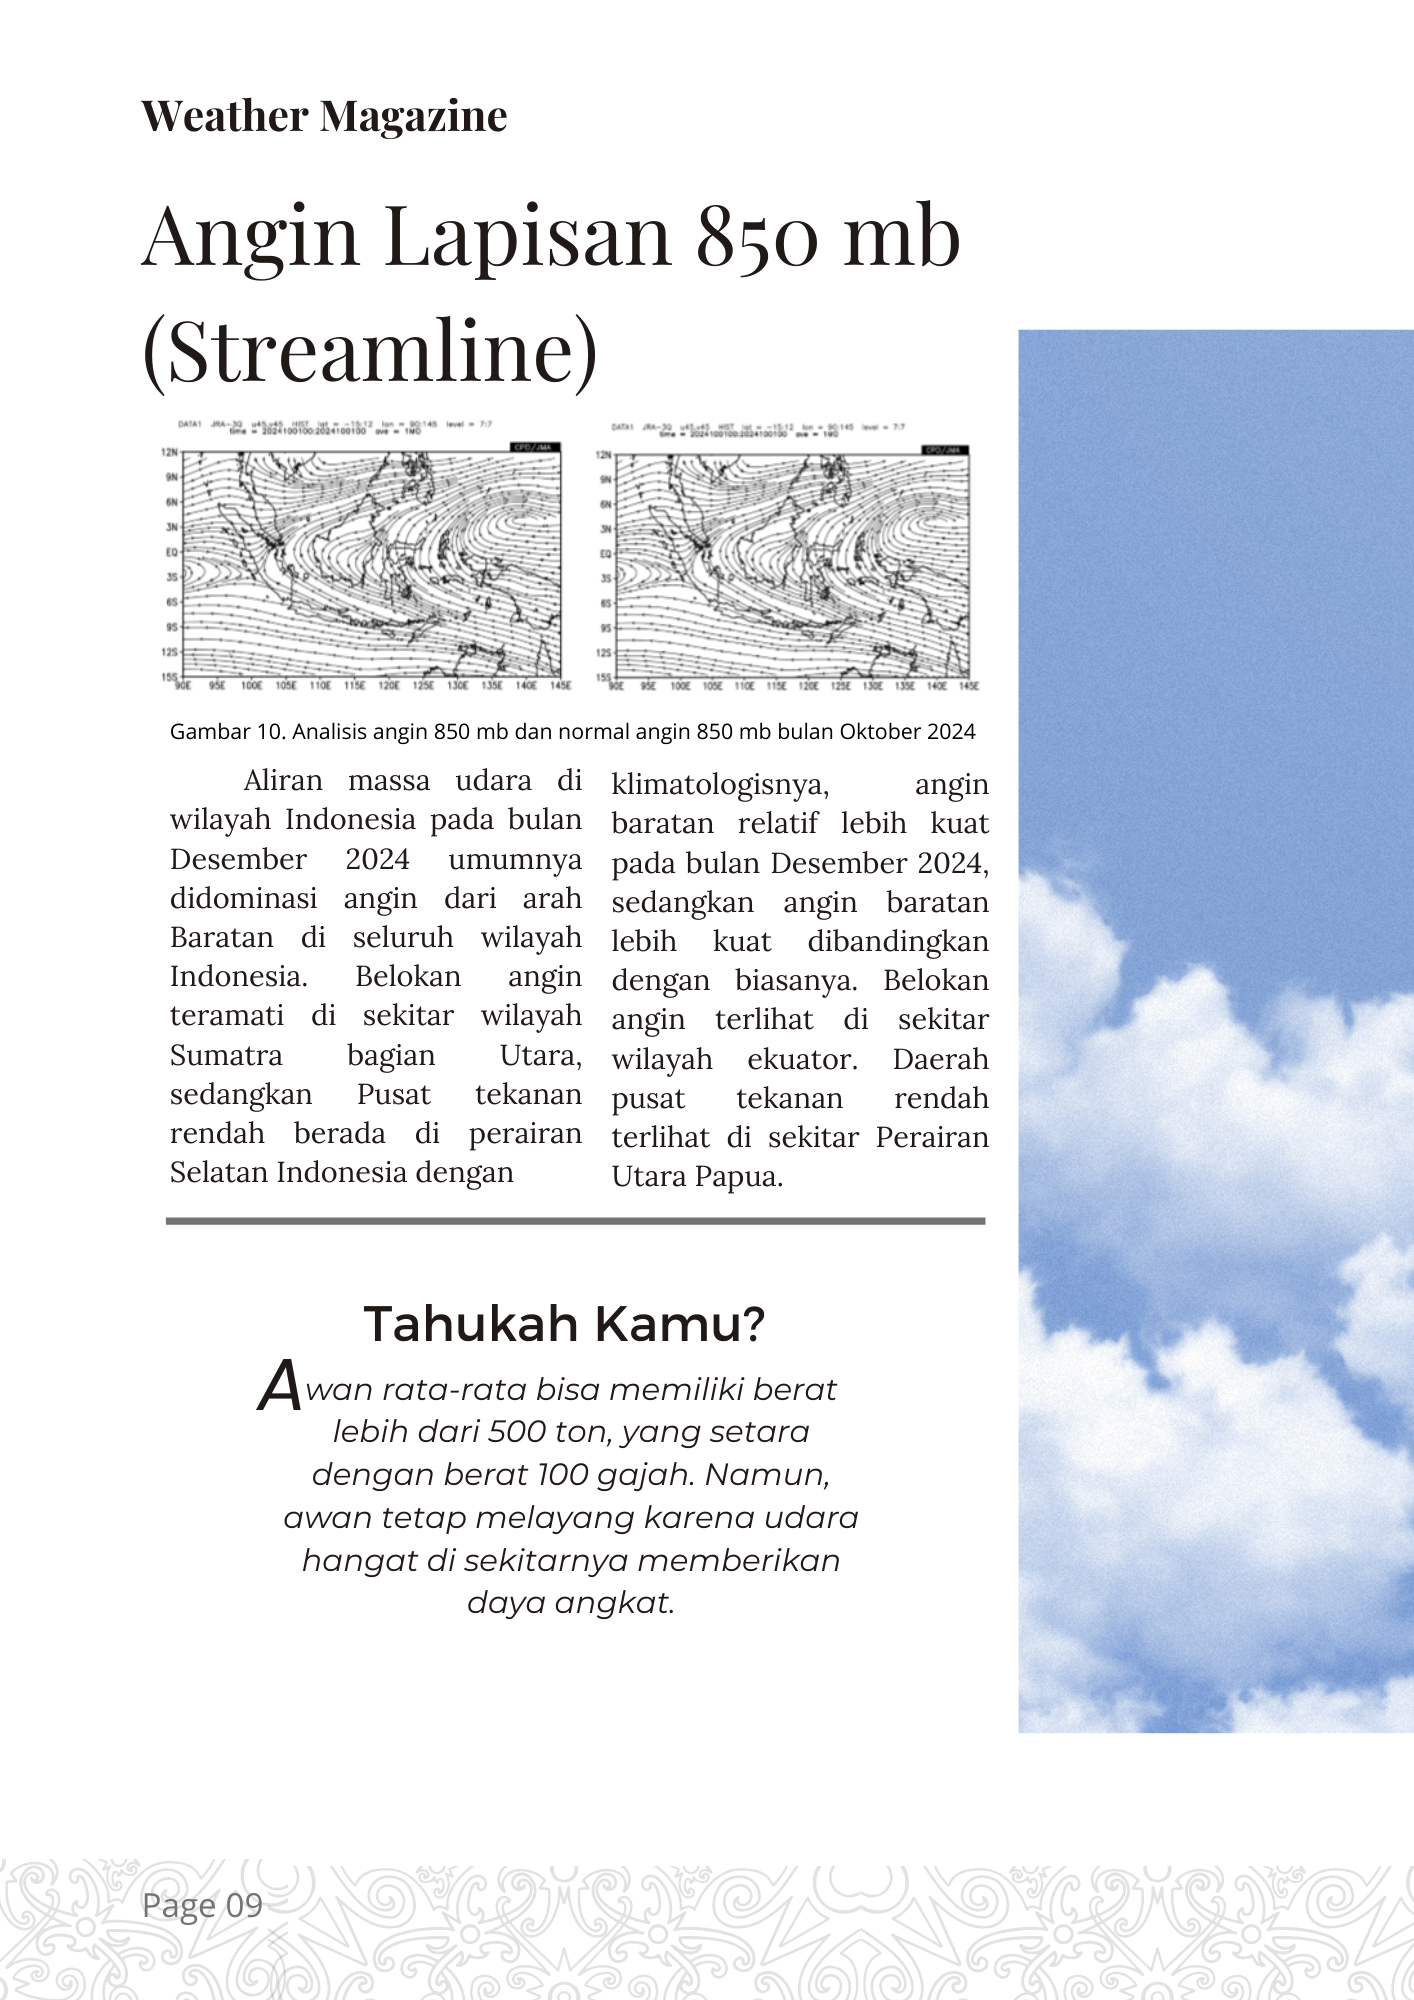 Weather Magazine
Angin Lapisan 850 mb
(Streamline)
DATA1 JRA-3Q u45,v45 HIST lat = -15:12 lon = 90:145 level = 7:7
time = 2024100100:2024100100 ave = 1MO
CPD/JMA
12N
9N
6N
3N
EQ
3S
6S
9S
12S
15S
90E 95E 100E 105E 110E 115E 120E 125E 130E 135E 140E 145E
DATA1 JRA-3Q u45,v45 HIST lat = -15:12 lon = 90:145 level = 7:7
time = 2024100100:2024100100 ave = 1MO
CPD/JMA
12N
9N
6N
3N
EQ
3S
6S
9S
12S
15S
90E 95E 100E 105E 110E 115E 120E 125E 130E 135E 140E 145E
Gambar 10. Analisis angin 850 mb dan normal angin 850 mb bulan Oktober 2024
Aliran massa udara di
wilayah Indonesia pada bulan
Desember 2024 umumnya
didominasi angin dari arah
Baratan di seluruh wilayah
Indonesia. Belokan angin
teramati di sekitar wilayah
Sumatra bagian Utara,
sedangkan Pusat tekanan
rendah berada di perairan
Selatan Indonesia dengan
klimatologisnya, angin
baratan relatif lebih kuat
pada bulan Desember 2024,
sedangkan angin baratan
lebih kuat dibandingkan
dengan biasanya. Belokan
angin terlihat di sekitar
wilayah ekuator. Daerah
pusat tekanan rendah
terlihat di sekitar Perairan
Utara Papua.
Tahukah Kamu?
Awan rata-rata bisa memiliki berat
lebih dari 500 ton, yang setara
dengan berat 100 gajah. Namun,
awan tetap melayang karena udara
hangat di sekitarnya memberikan
daya angkat.
Page 09